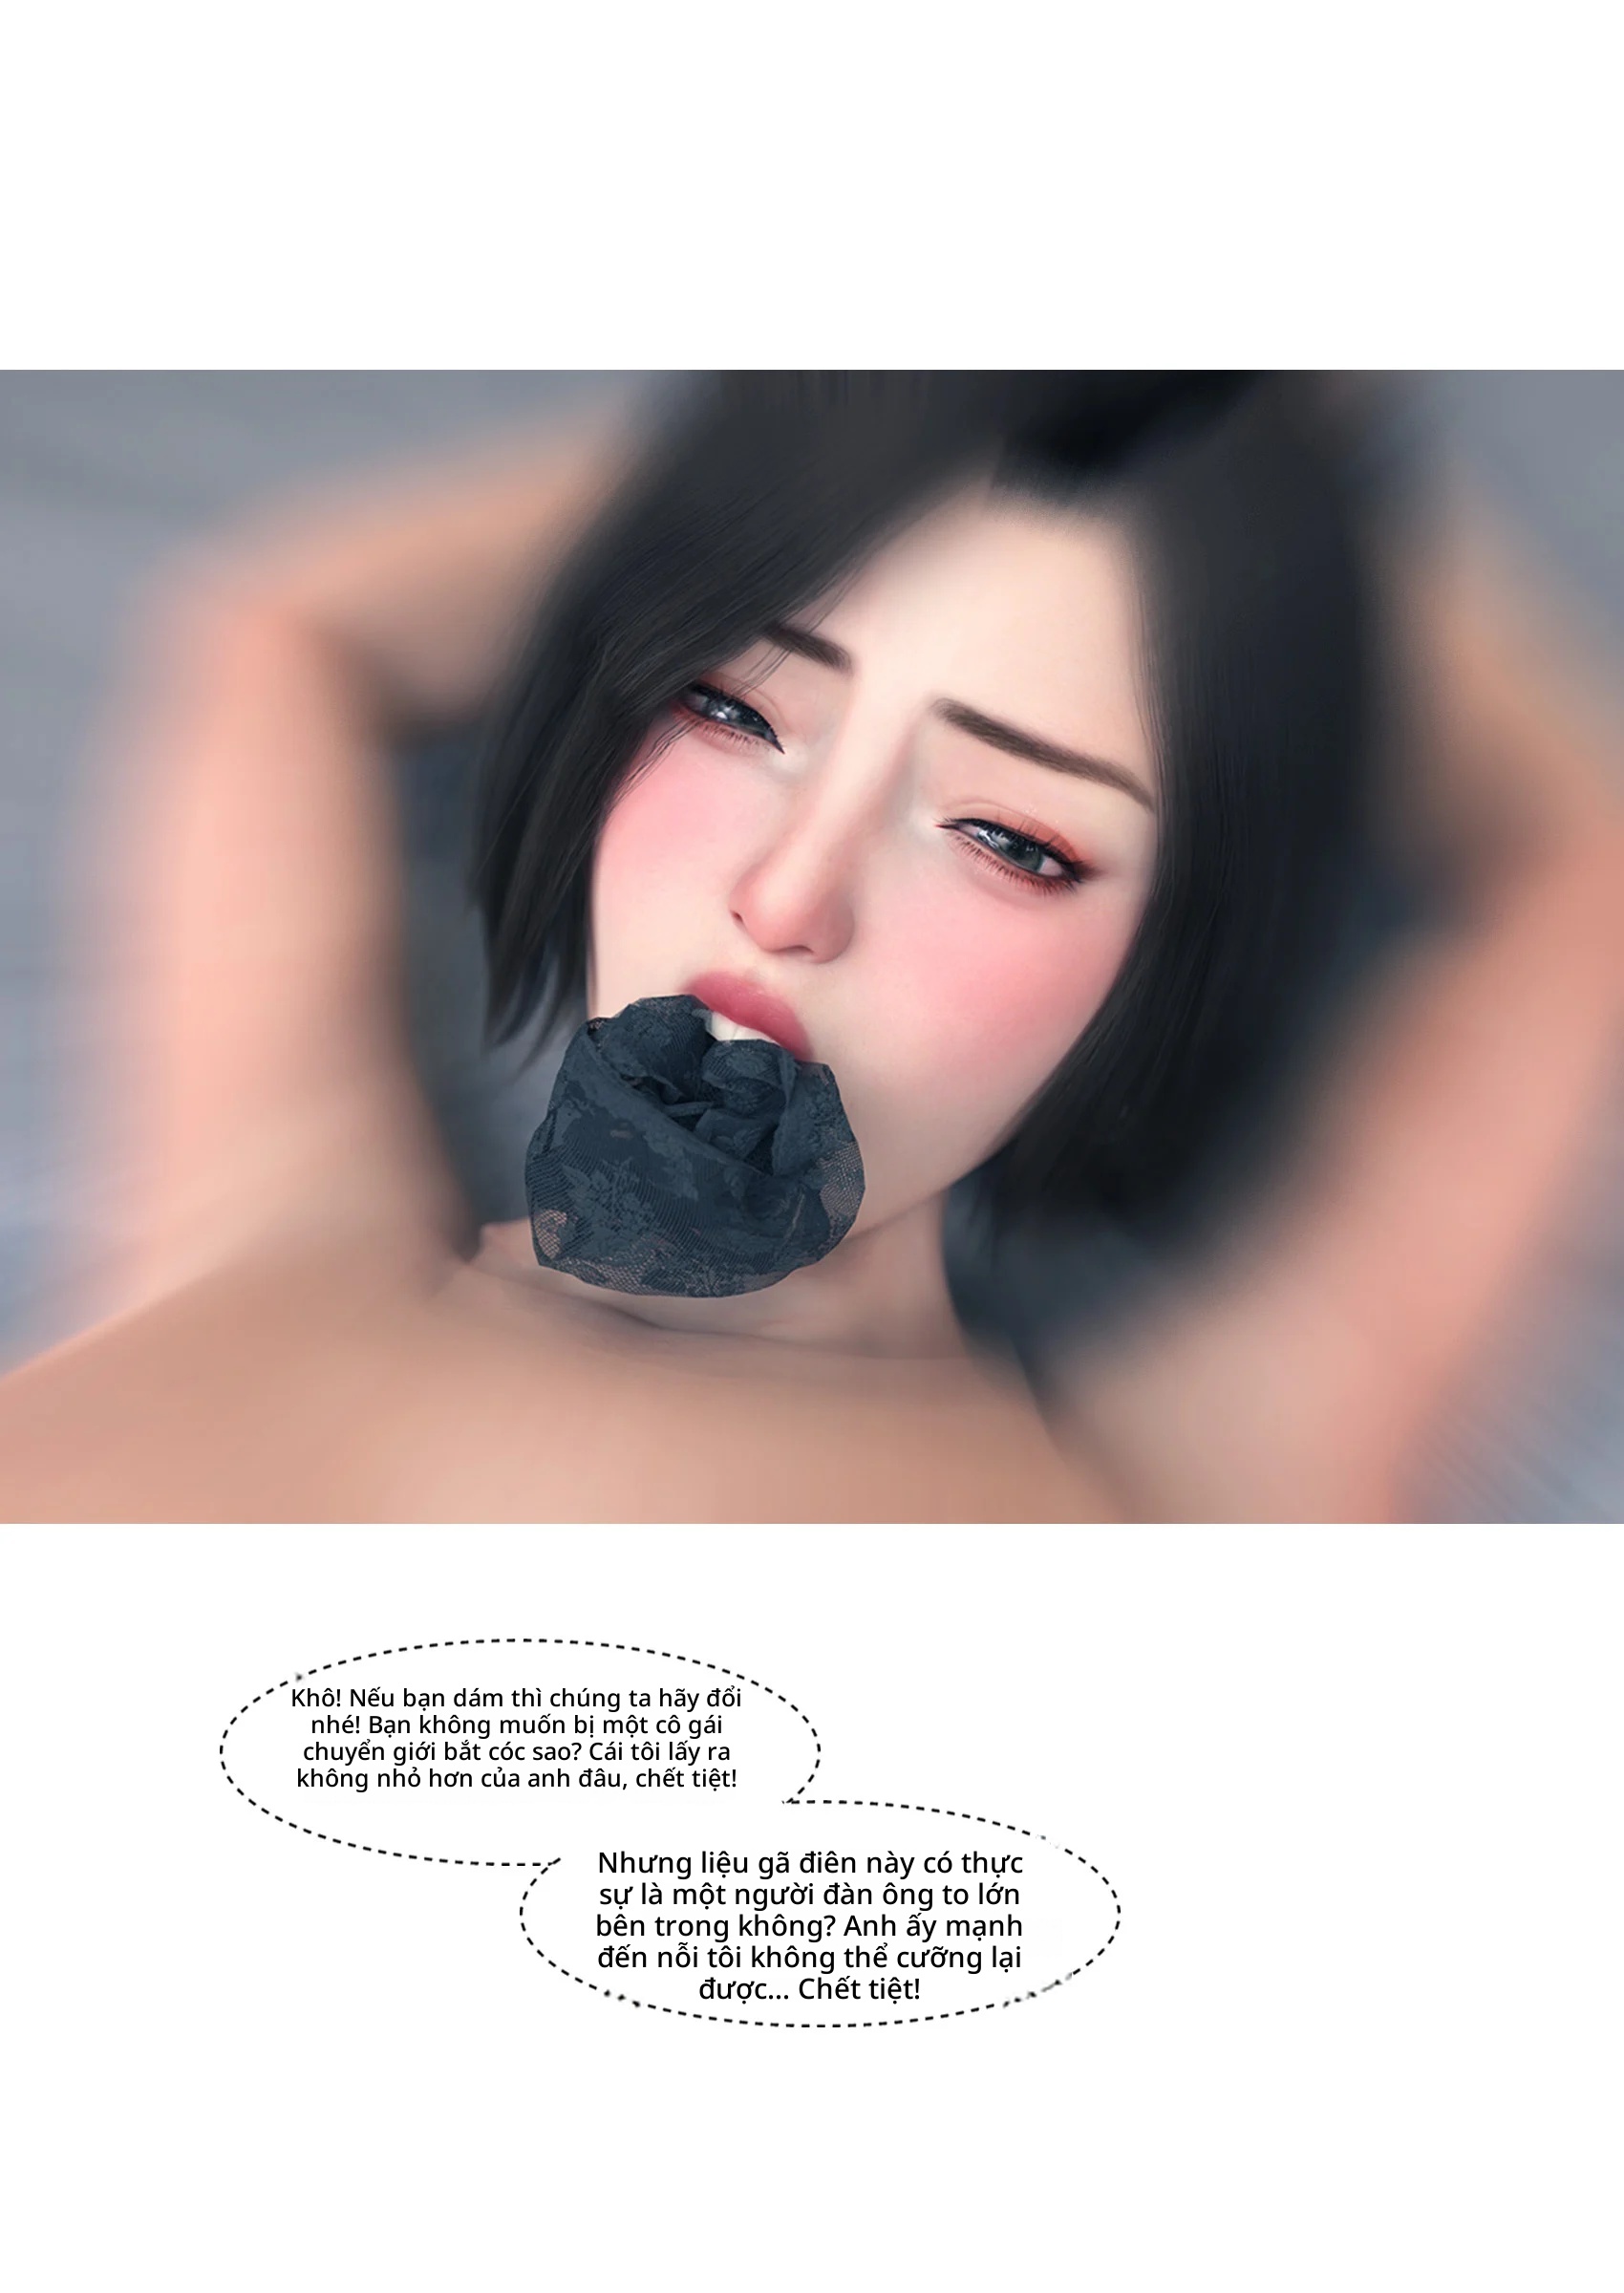 Khô! Nếu bạn dám thì chúng ta hãy đổi
nhé! Bạn không muốn bị một cô gái
chuyển giới bắt cóc sao? Cái tôi lấy ra
không nhỏ hơn của anh đâu, chết tiệt!
Nhưng liệu gã điên này có thực
sự là một người đàn ông to lớn
bên trong không? Anh ấy mạnh
đến nỗi tôi không thể cưỡng lại
được... Chết tiệt!